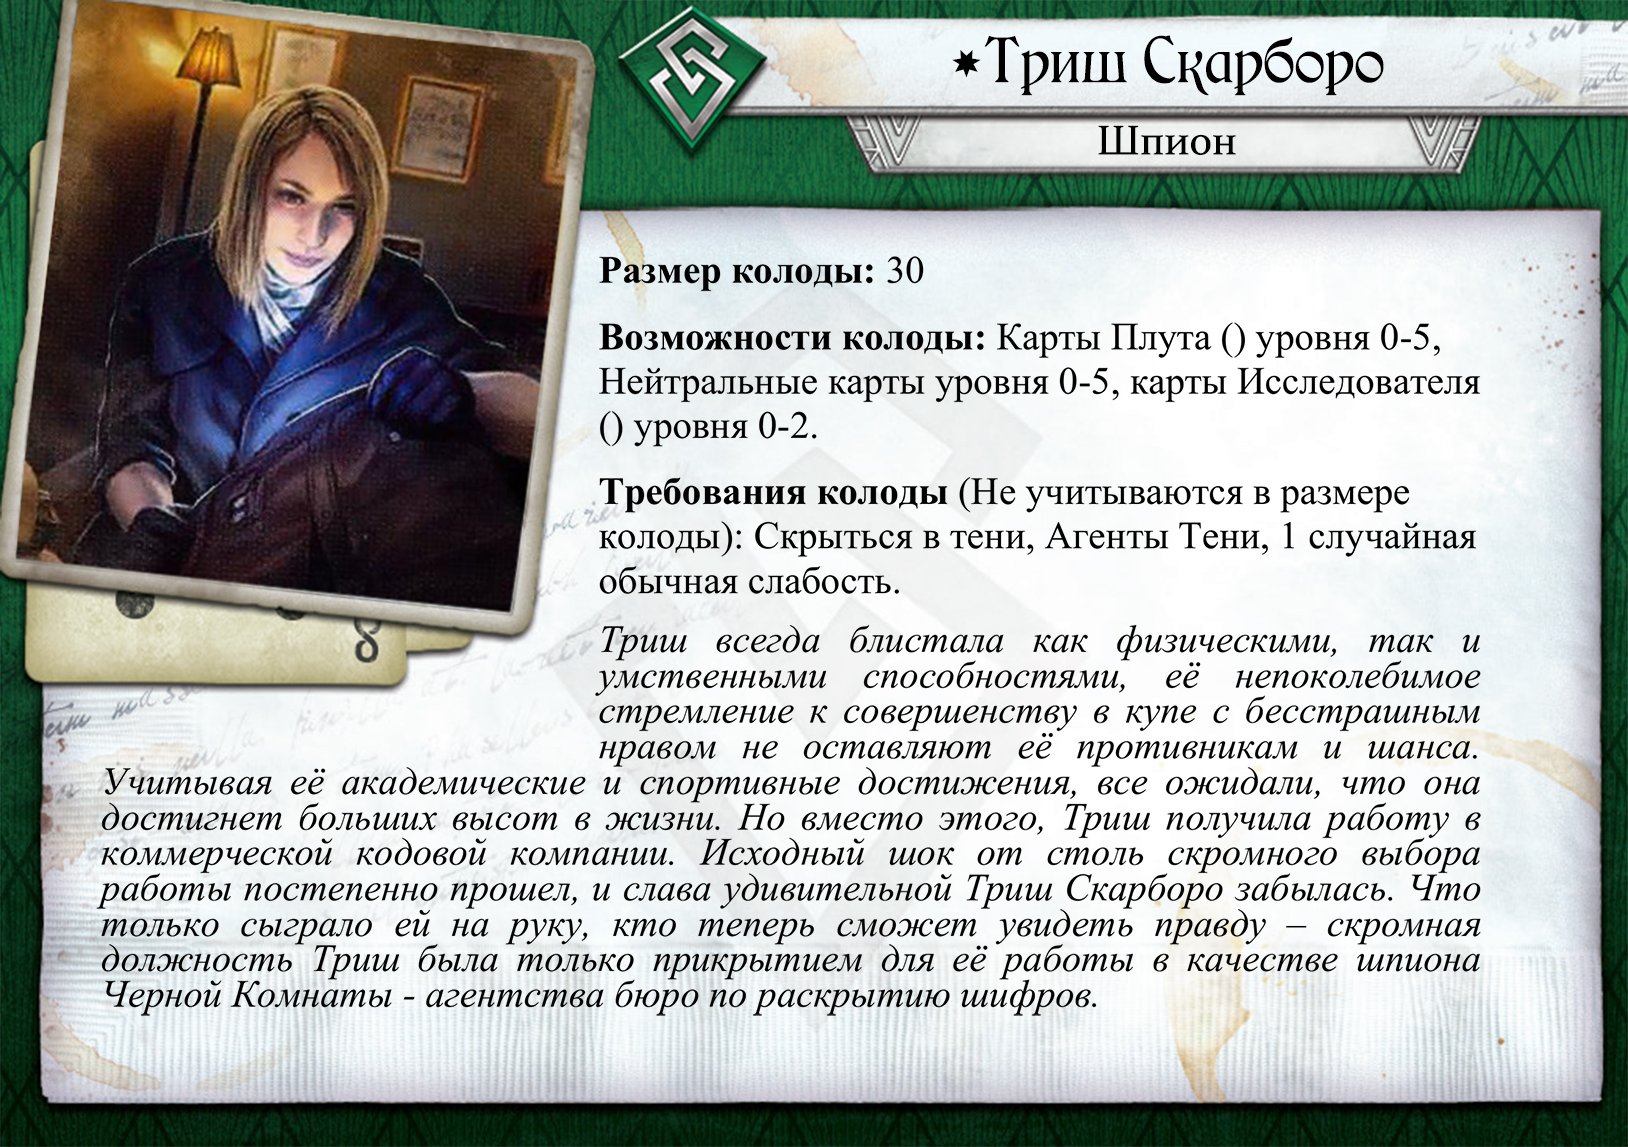 Триш Скарборо
Шпион
Размер колоды: 30
Возможности колоды: Карты Плута () уровня 0-5,
Нейтральные карты уровня 0-5, карты Исследователя
() уровня 0-2.
Требования колоды (Не учитываются в размере
колоды): Скрыться в тени, Агенты Тени, 1 случайная
обычная слабость.
8
Триш всегда блистала как физическими, так и
умственными способностями, её непоколебимое
стремление к совершенству в купе с бесстрашным
нравом не оставляют её противникам и шанса.
Учитывая её академические и спортивные достижения, все ожидали, что она
достигнет больших высот в жизни. Но вместо этого, Триш получила работу в
коммерческой кодовой компании. Исходный шок от столь скромного выбора
работы постепенно прошел, и слава удивительной Триш Скарборо забылась. Что
только сыграло ей на руку, кто теперь сможет увидеть правду – скромная
должность Триш была только прикрытием для её работы в качестве шпиона
Черной Комнаты - агентства бюро по раскрытию шифров.